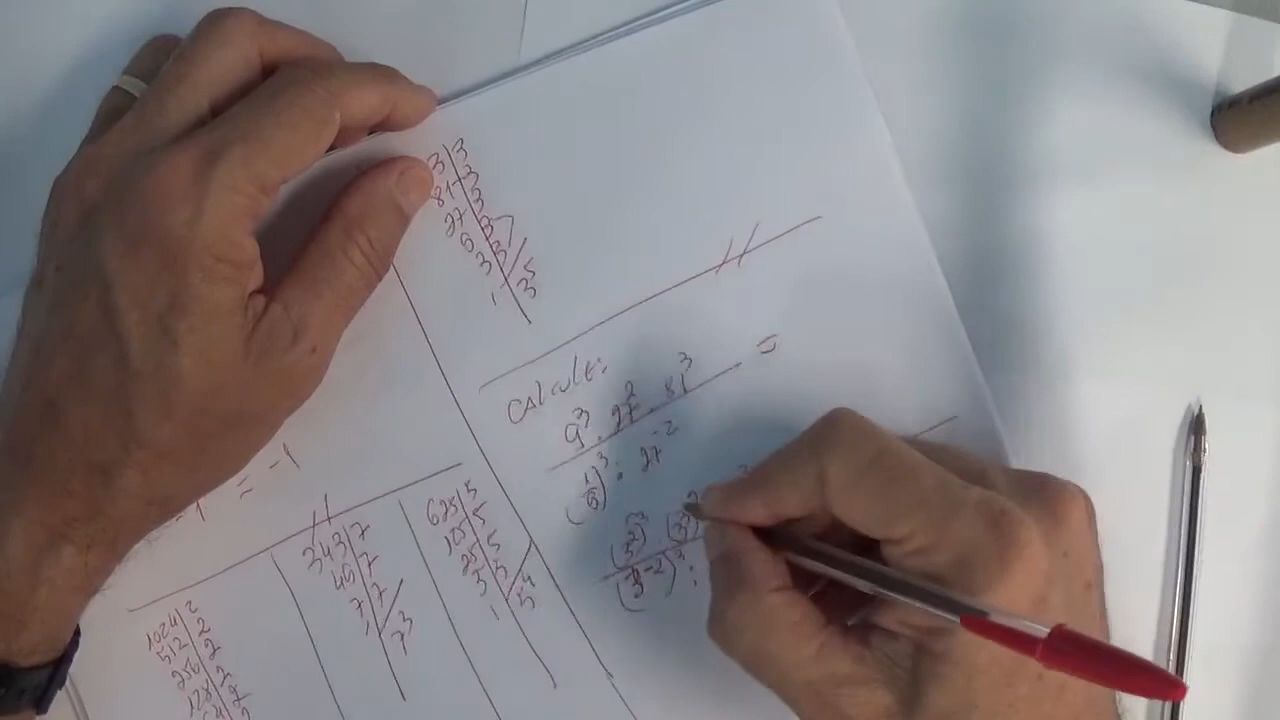 3 | 3
81 | 3
27 | 3
9 | 3
3 | 3
1 | 3⁵
Calcule:
9³ . 27² . 81³ =
(1/9)³ : 27⁻²
(3²)³ . (3³)²
(3⁻²)³ :
= -1
1024 | 2
512 | 2
256 | 2
128 | 2
64 | 2
343 | 7
49 | 7
7 | 7
1 | 7³
625 | 5
125 | 5
25 | 5
5 | 5
1 | 5⁴